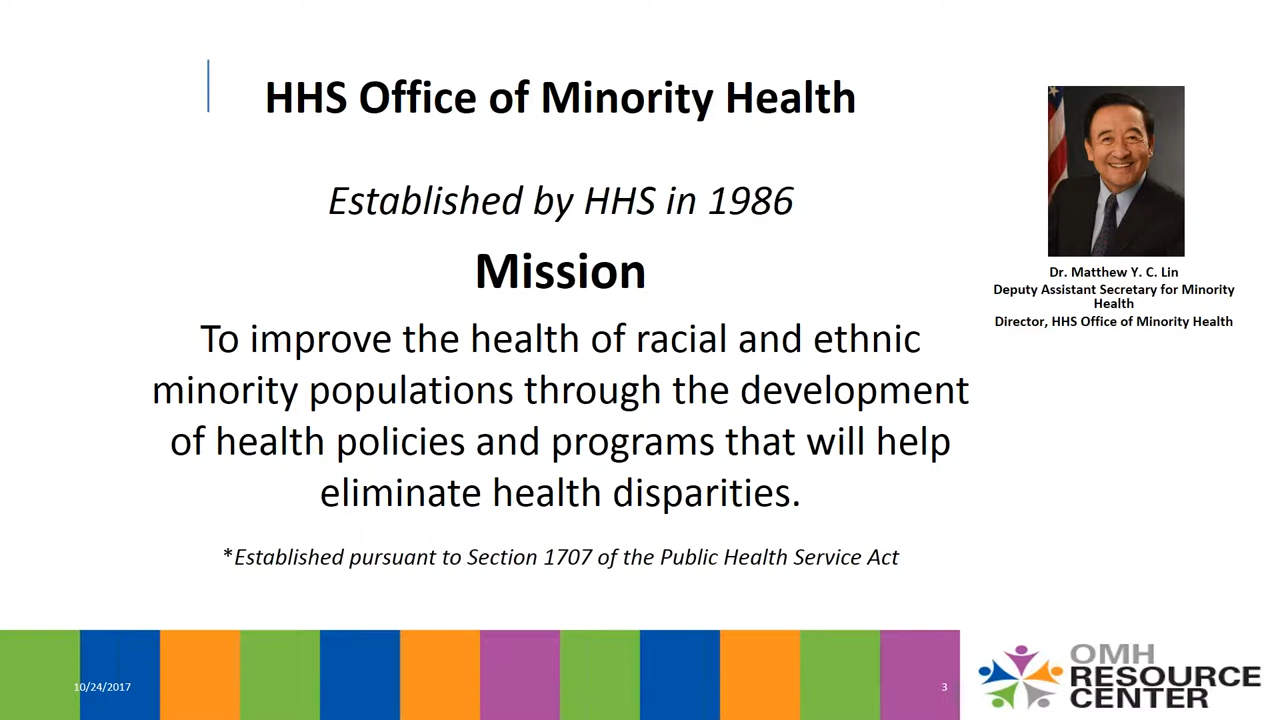 HHS Office of Minority Health
Established by HHS in 1986
Mission
To improve the health of racial and ethnic
minority populations through the development
of health policies and programs that will help
eliminate health disparities.
*Established pursuant to Section 1707 of the Public Health Service Act
Dr. Matthew Y. C. Lin
Deputy Assistant Secretary for Minority
Health
Director, HHS Office of Minority Health
10/24/2017
3
OMH
RESOURCE
CENTER